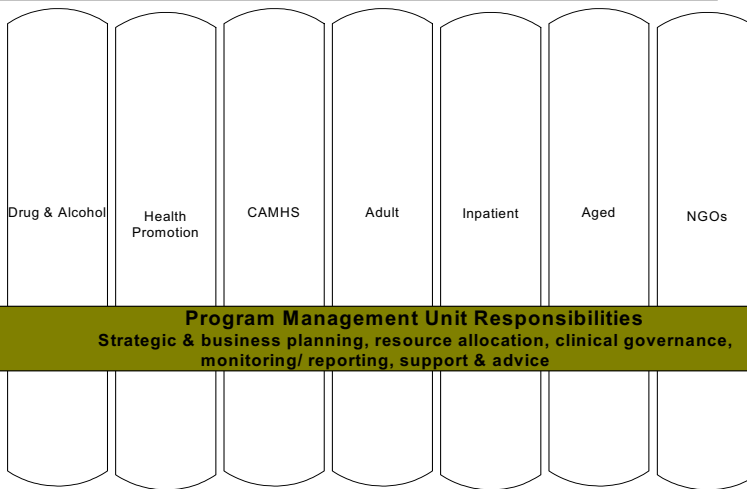 Drug & Alcohol
Health
Promotion
CAMHS
Adult
Inpatient
Aged
NGOs
Program Management Unit Responsibilities
Strategic & business planning, resource allocation, clinical governance,
monitoring/ reporting, support & advice